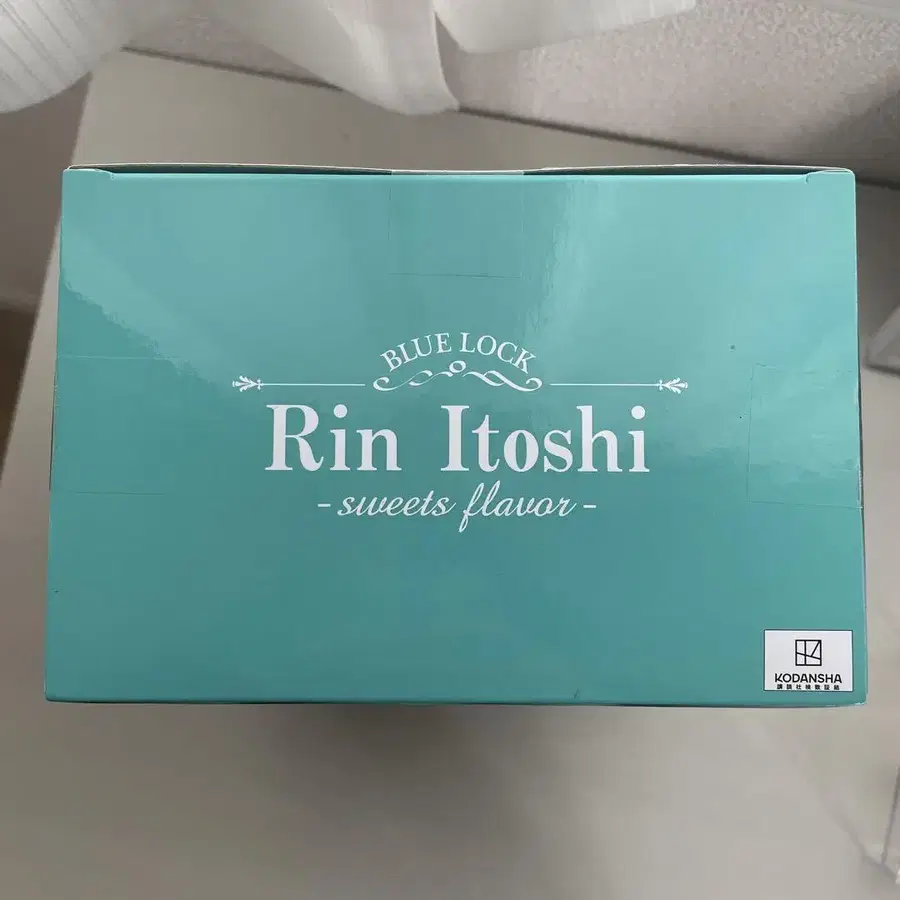 BLUE LOCK
Rin Itoshi
- sweets flavor -
KODANSHA
講談社検数証紙